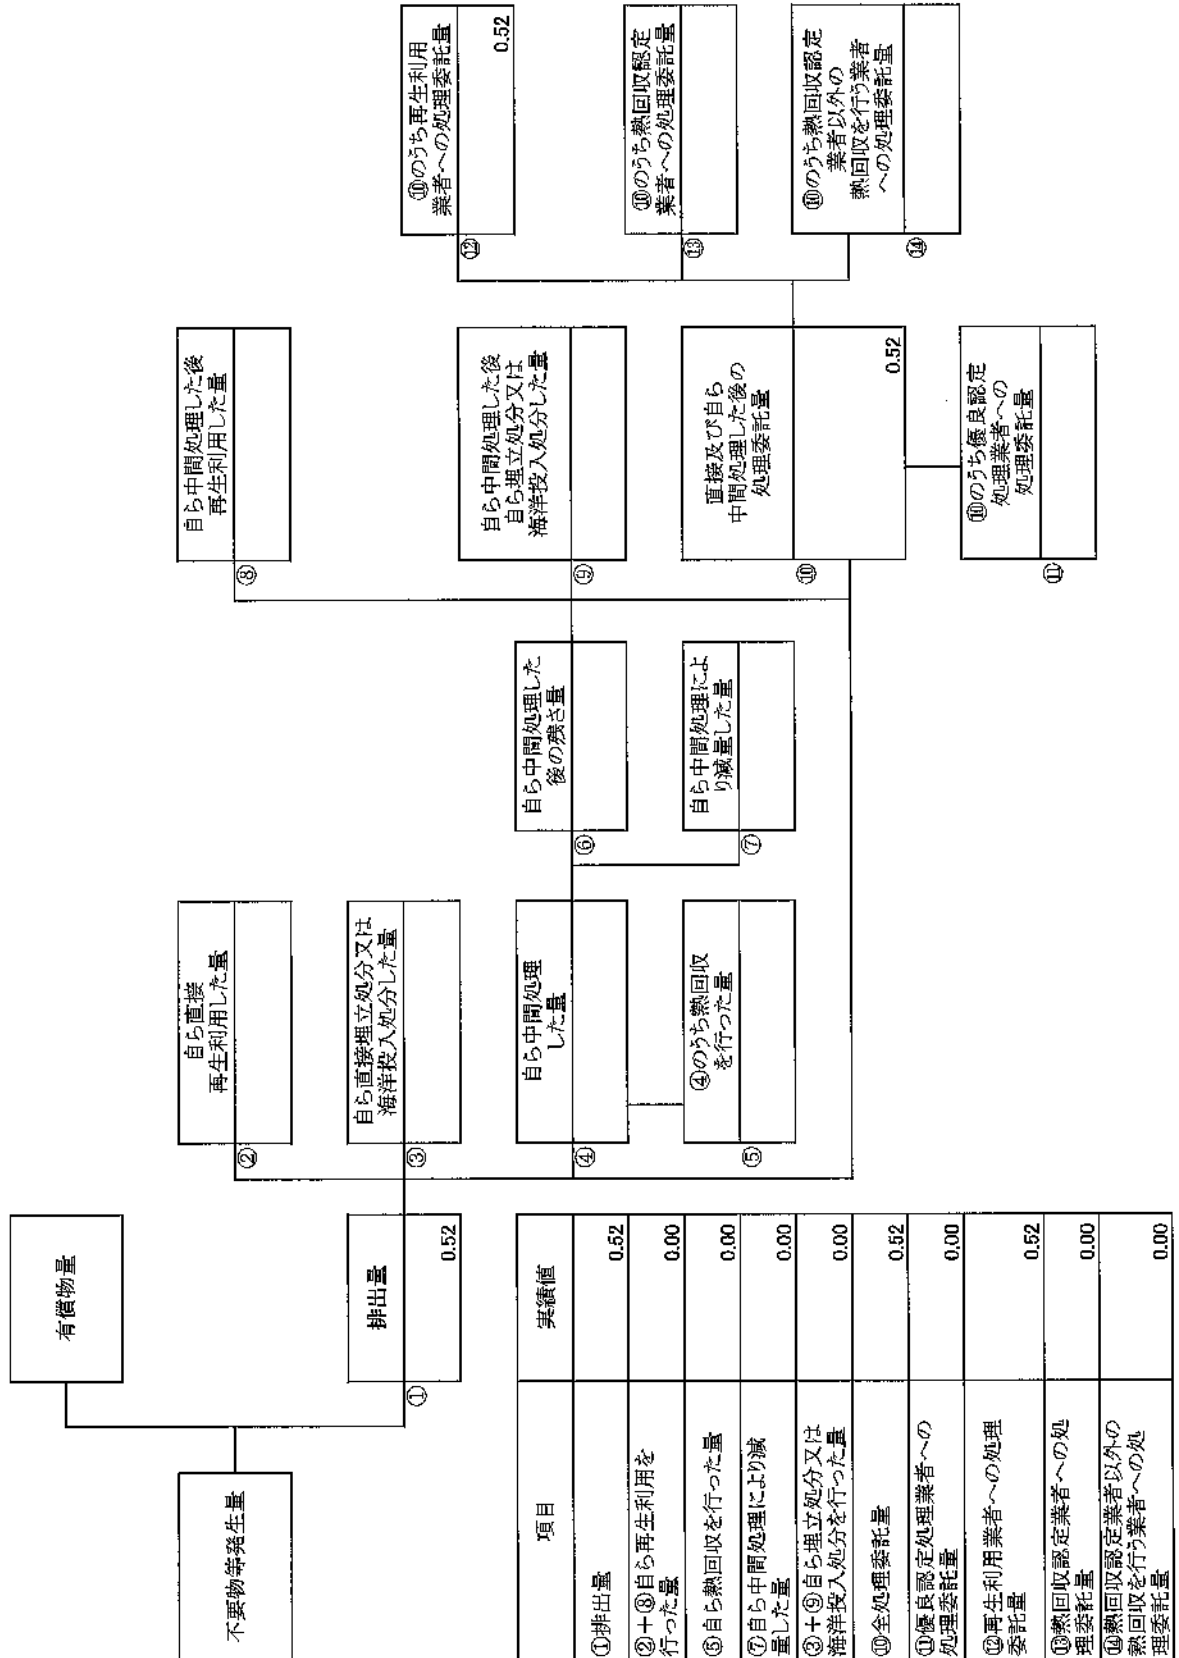 不要物等発生量
有償物量
排出量
①
0.52
自ら直接
再生利用した量
②
自ら直接埋立処分又は
海洋投入処分した量
③
自ら中間処理
した量
④
④のうち熱回収
を行った量
⑤
自ら中間処理した
後の残さ量
⑥
自ら中間処理によ
り減量した量
⑦
自ら中間処理した後
再生利用した量
⑧
自ら中間処理した後
自ら埋立処分又は
海洋投入処分した量
⑨
直接及び自ら
中間処理した後の
処理委託量
⑩
0.52
⑩のうち優良認定
処理業者への
処理委託量
⑪
⑩のうち再生利用
業者への処理委託量
⑫
0.52
⑩のうち熱回収認定
業者への処理委託量
⑬
⑩のうち熱回収認定
業者以外の
熱回収を行う業者
への処理委託量
⑭
項目
実績値
①排出量
0.52
②+⑧自ら再生利用を
行った量
0.00
⑤自ら熱回収を行った量
0.00
⑦自ら中間処理により減
量した量
0.00
③+⑨自ら埋立処分又は
海洋投入処分を行った量
0.00
⑩全処理委託量
0.52
⑪優良認定処理業者への
処理委託量
0.00
⑫再生利用業者への処理
委託量
0.52
⑬熱回収認定業者への処
理委託量
0.00
⑭熱回収認定業者以外の
熱回収を行う業者への処
理委託量
0.00